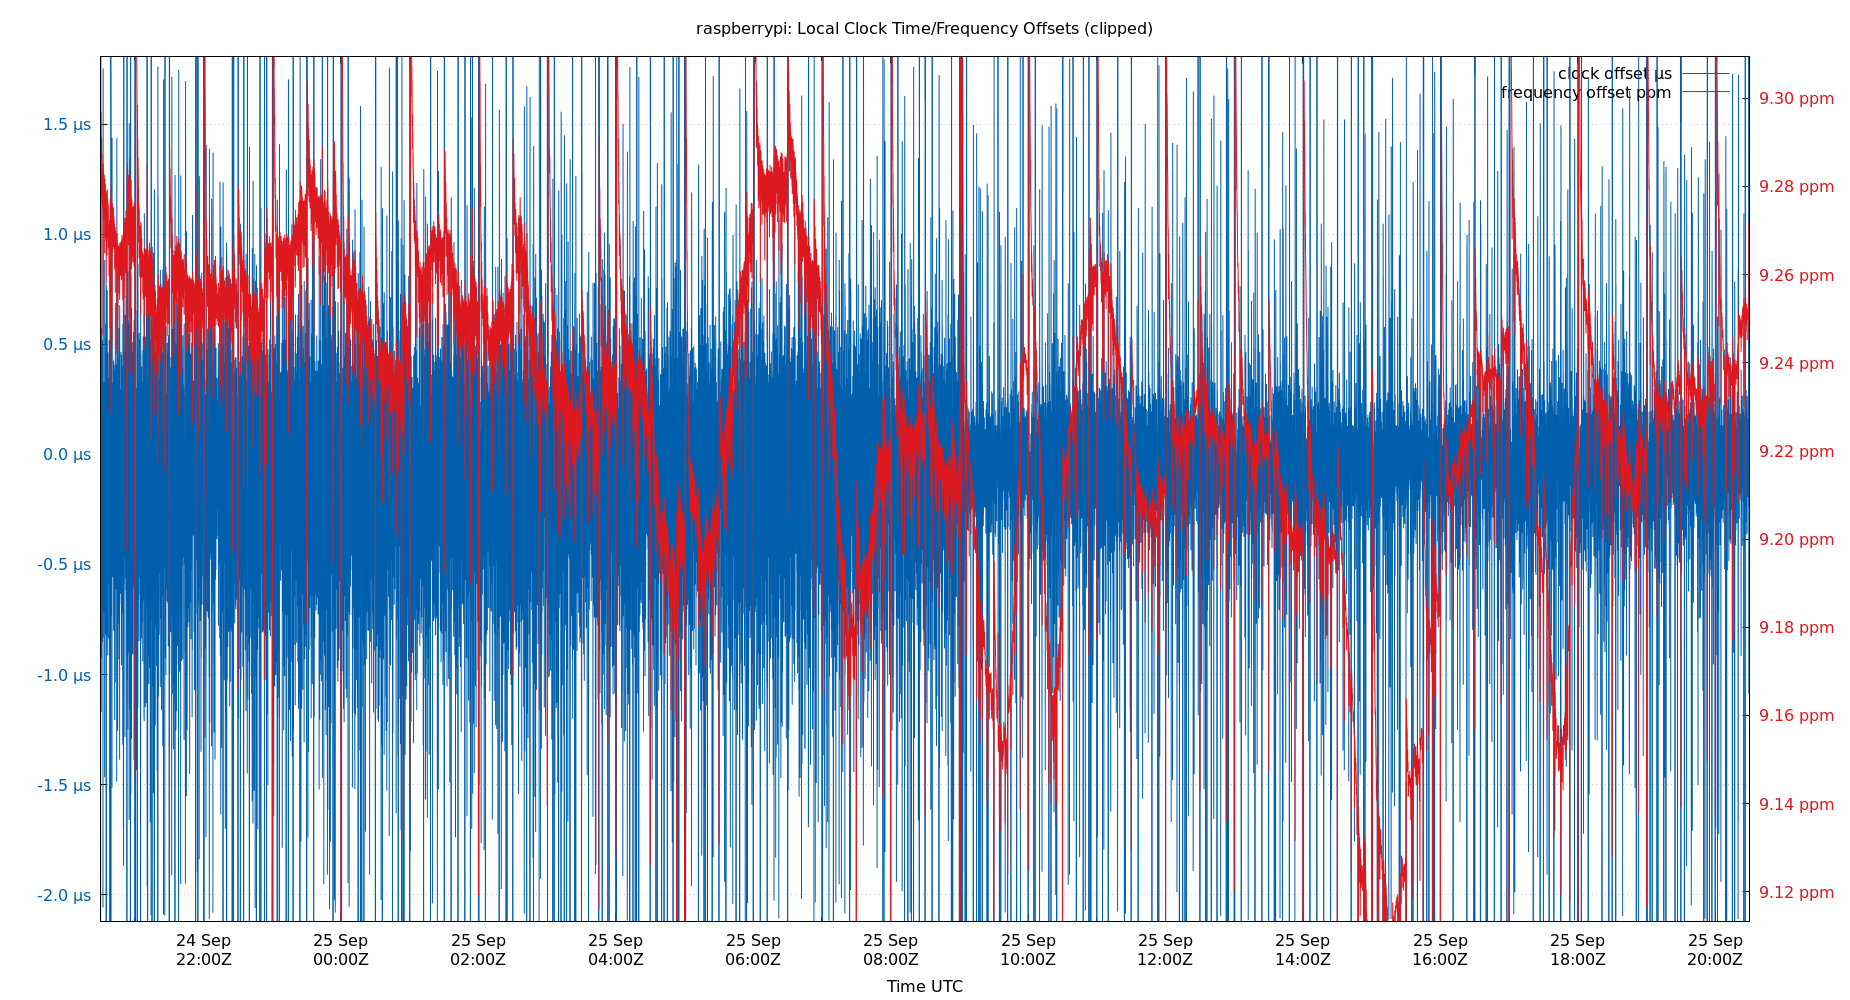 raspberrypi: Local Clock Time/Frequency Offsets (clipped)
clock offset µs
frequency offset ppm
1.5 µs
1.0 µs
0.5 µs
0.0 µs
-0.5 µs
-1.0 µs
-1.5 µs
-2.0 µs
9.30 ppm
9.28 ppm
9.26 ppm
9.24 ppm
9.22 ppm
9.20 ppm
9.18 ppm
9.16 ppm
9.14 ppm
9.12 ppm
24 Sep 25 Sep 25 Sep 25 Sep 25 Sep 25 Sep 25 Sep 25 Sep 25 Sep 25 Sep 25 Sep 25 Sep
22:00Z 00:00Z 02:00Z 04:00Z 06:00Z 08:00Z 10:00Z 12:00Z 14:00Z 16:00Z 18:00Z 20:00Z
Time UTC